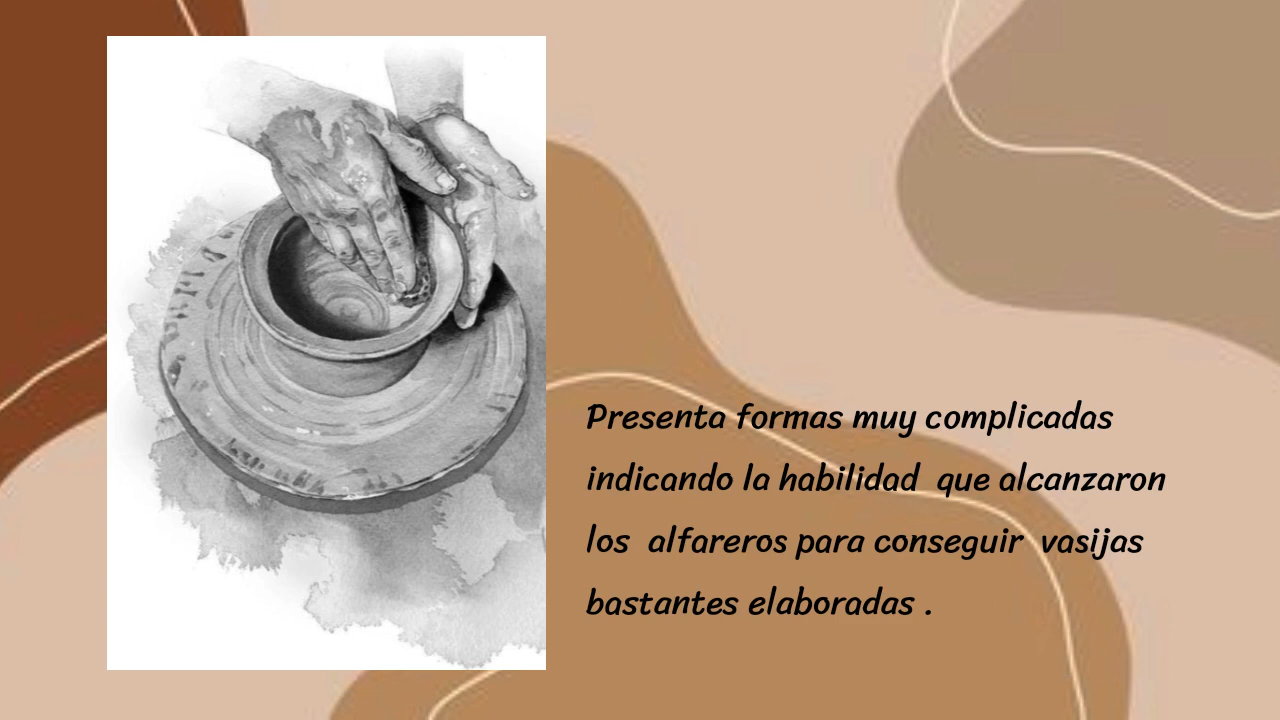 Presenta formas muy complicadas
indicando la habilidad que alcanzaron
los alfareros para conseguir vasijas
bastantes elaboradas .